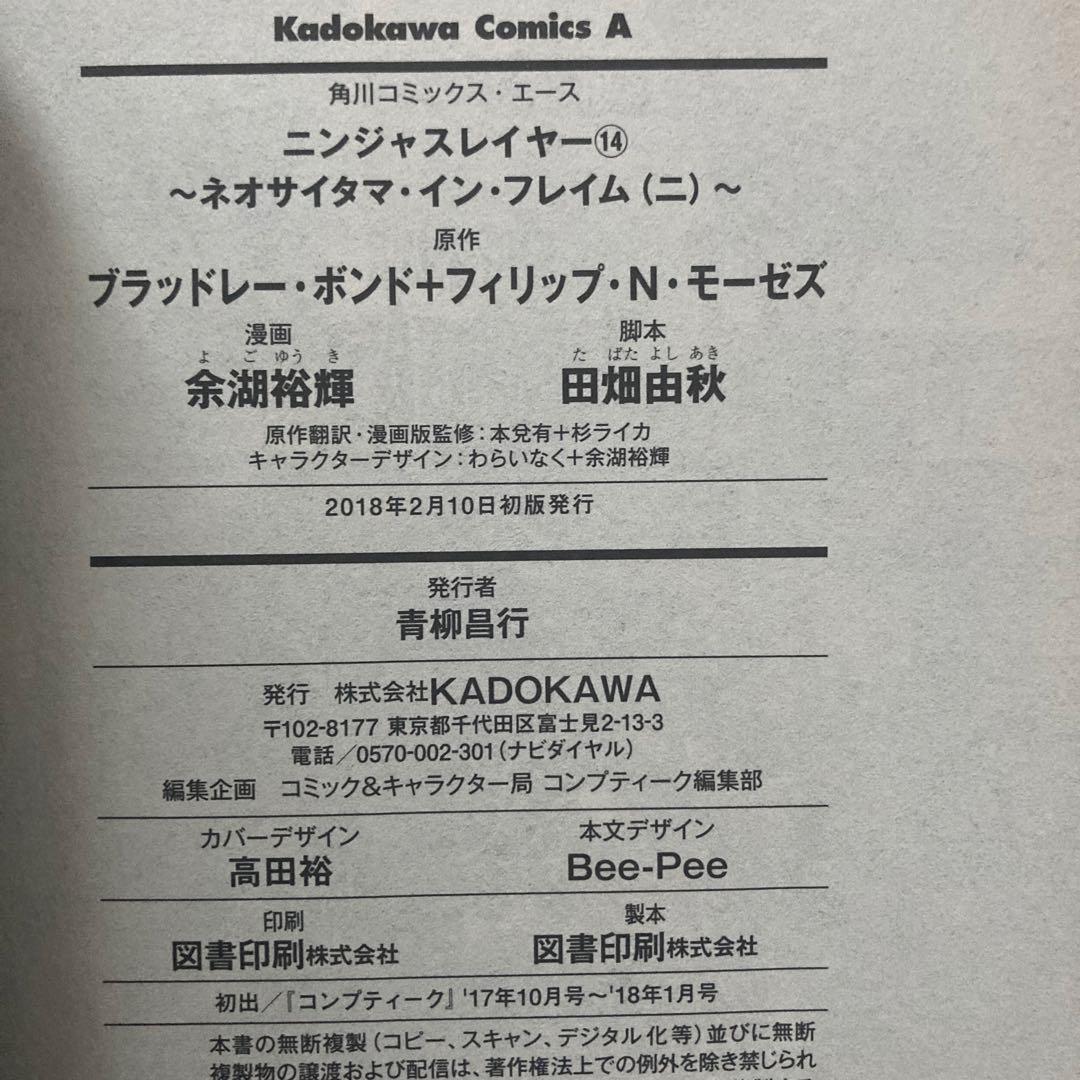 Kadokawa Comics A
角川コミックス・エース
ニンジャスレイヤー⑭
～ネオサイタマ・イン・フレイム（二）～
原作
ブラッドレー・ボンド＋フィリップ・N・モーゼズ
漫画 脚本
よ ご ゆう き た ばた よし あき
余湖裕輝 田畑由秋
原作翻訳・漫画版監修：本兌有＋杉ライカ
キャラクターデザイン：わらいなく＋余湖裕輝
2018年2月10日初版発行
発行者
青柳昌行
発行 株式会社KADOKAWA
〒102-8177 東京都千代田区富士見2-13-3
電話／0570-002-301（ナビダイヤル）
編集企画 コミック&キャラクター局 コンプティーク編集部
カバーデザイン 本文デザイン
高田裕 Bee-Pee
印刷 製本
図書印刷株式会社 図書印刷株式会社
初出／『コンプティーク』'17年10月号～'18年1月号
本書の無断複製（コピー、スキャン、デジタル化等）並びに無断
複製物の譲渡および配信は、著作権法上での例外を除き禁じられ